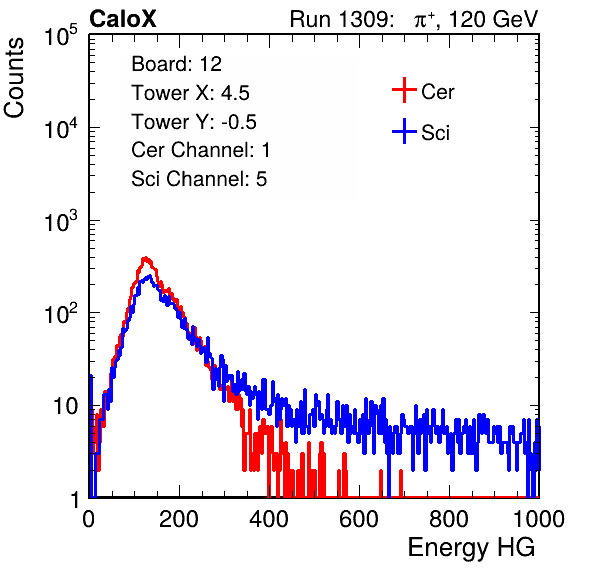 CaloX Run 1309: π⁺, 120 GeV
Board: 12
Tower X: 4.5
Tower Y: -0.5
Cer Channel: 1
Sci Channel: 5
Cer
Sci
Counts
10⁵
10⁴
10³
10²
10
1
0 200 400 600 800 1000
Energy HG